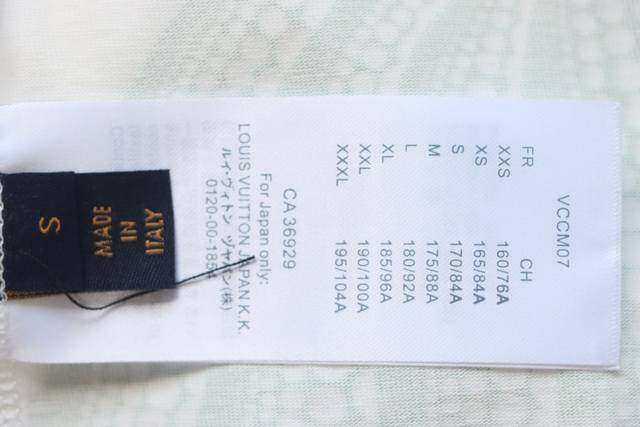 VCCM07
FR CH
XXS 160/76A
XS 165/84A
S 170/84A
M 175/88A
L 180/92A
XL 185/96A
XXL 190/100A
XXXL 195/104A
CA 36929
For Japan only:
LOUIS VUITTON JAPAN K.K.
ルイ・ヴィトン ジャパン(株)
0120-00-1854
S
MADE
IN
ITALY